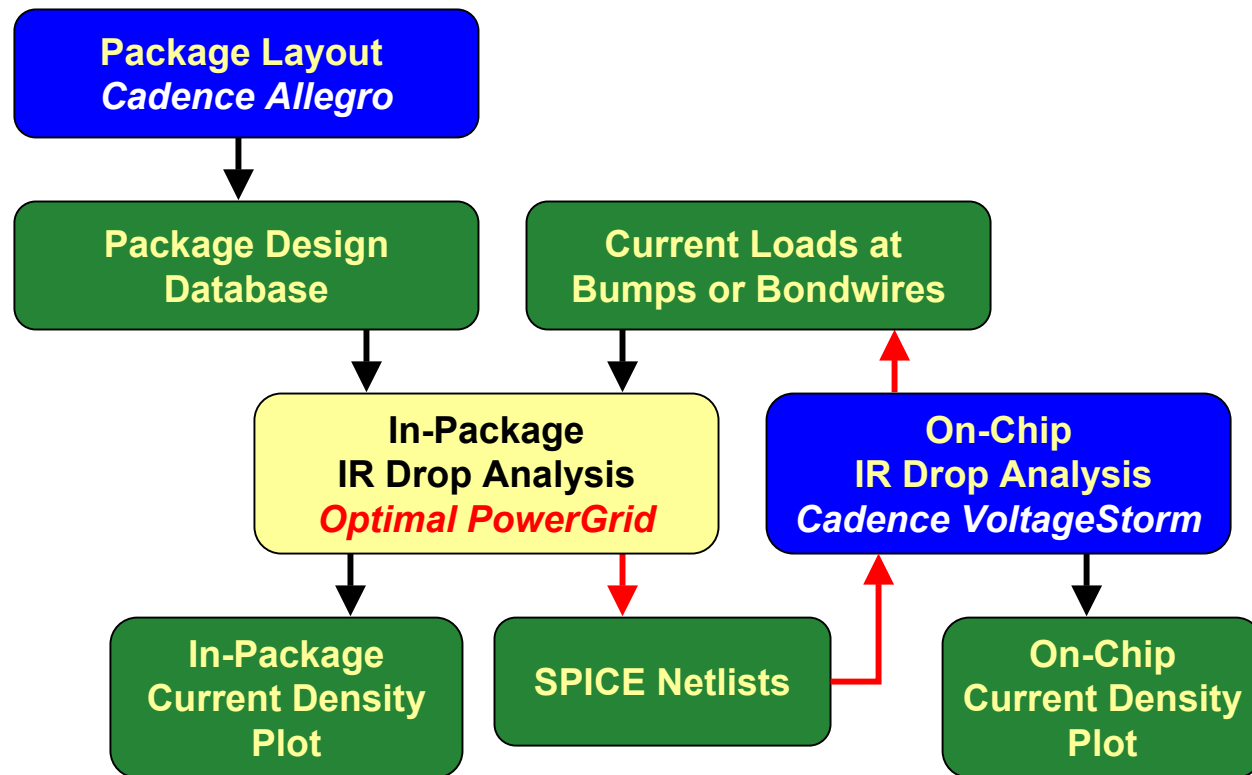 Package Layout
Cadence Allegro
Package Design
Database
Current Loads at
Bumps or Bondwires
In-Package
IR Drop Analysis
Optimal PowerGrid
On-Chip
IR Drop Analysis
Cadence VoltageStorm
In-Package
Current Density
Plot
SPICE Netlists
On-Chip
Current Density
Plot